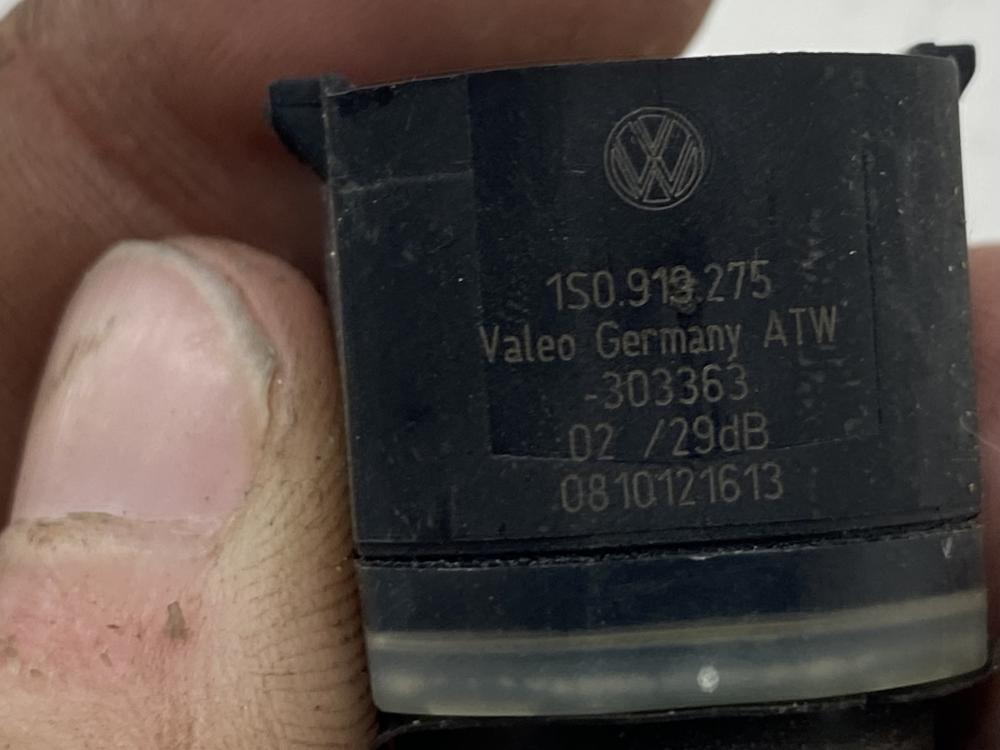 1S0.919.275
Valeo Germany ATW
-303363
02 /29dB
0810121613